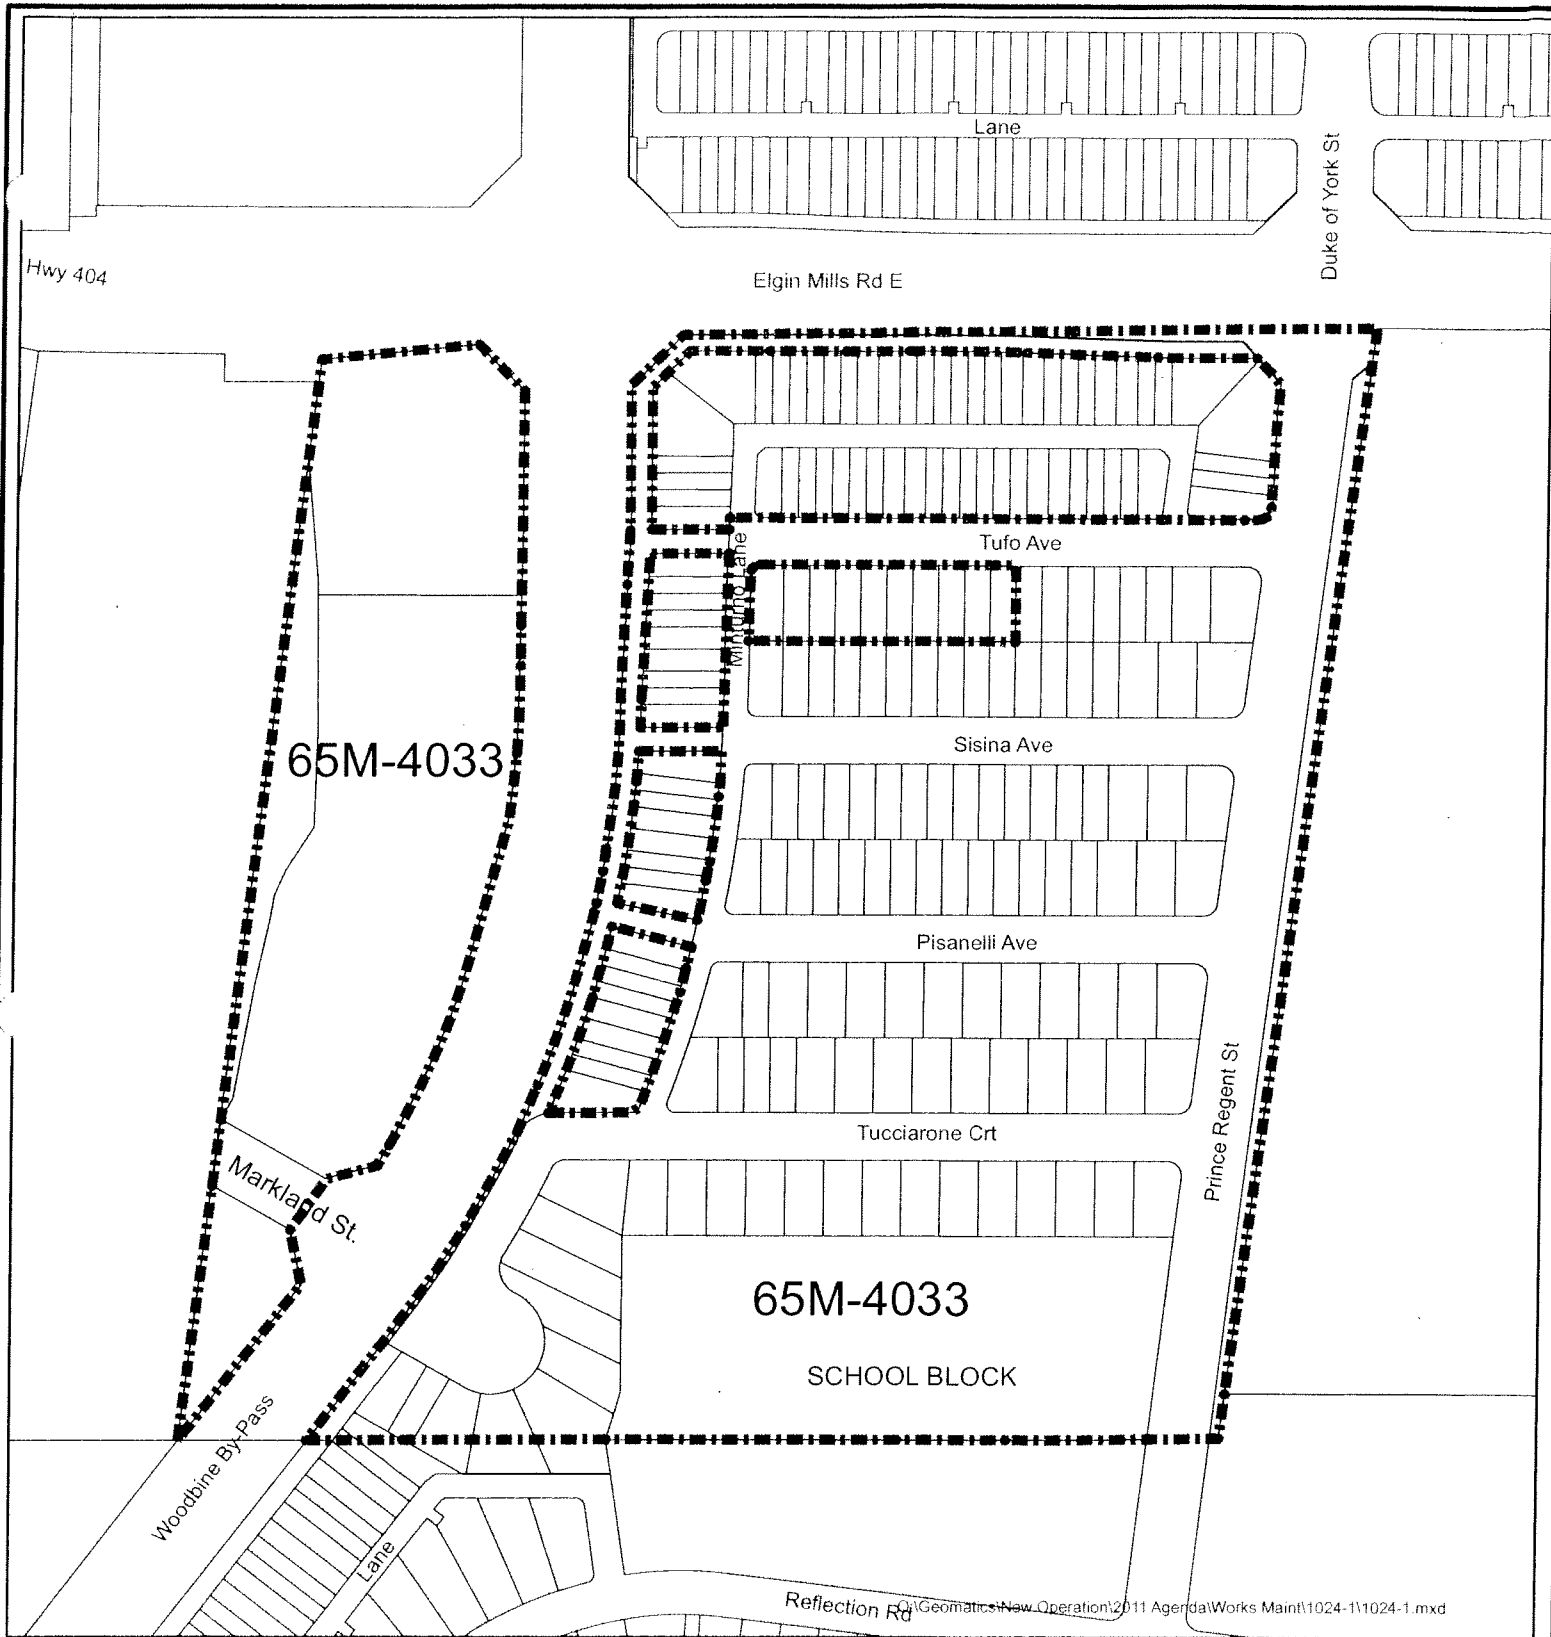 Lane
Duke of York St
Hwy 404
Elgin Mills Rd E
Tufo Ave
Minturno Lane
Sisina Ave
65M-4033
Pisanelli Ave
Prince Regent St
Tucciarone Crt
Markland St.
65M-4033
SCHOOL BLOCK
Woodbine By-Pass
Lane
Reflection Rd
Q:\Geomatics\New Operation\2011 Agenda\Works Maint\1024-1\1024-1.mxd